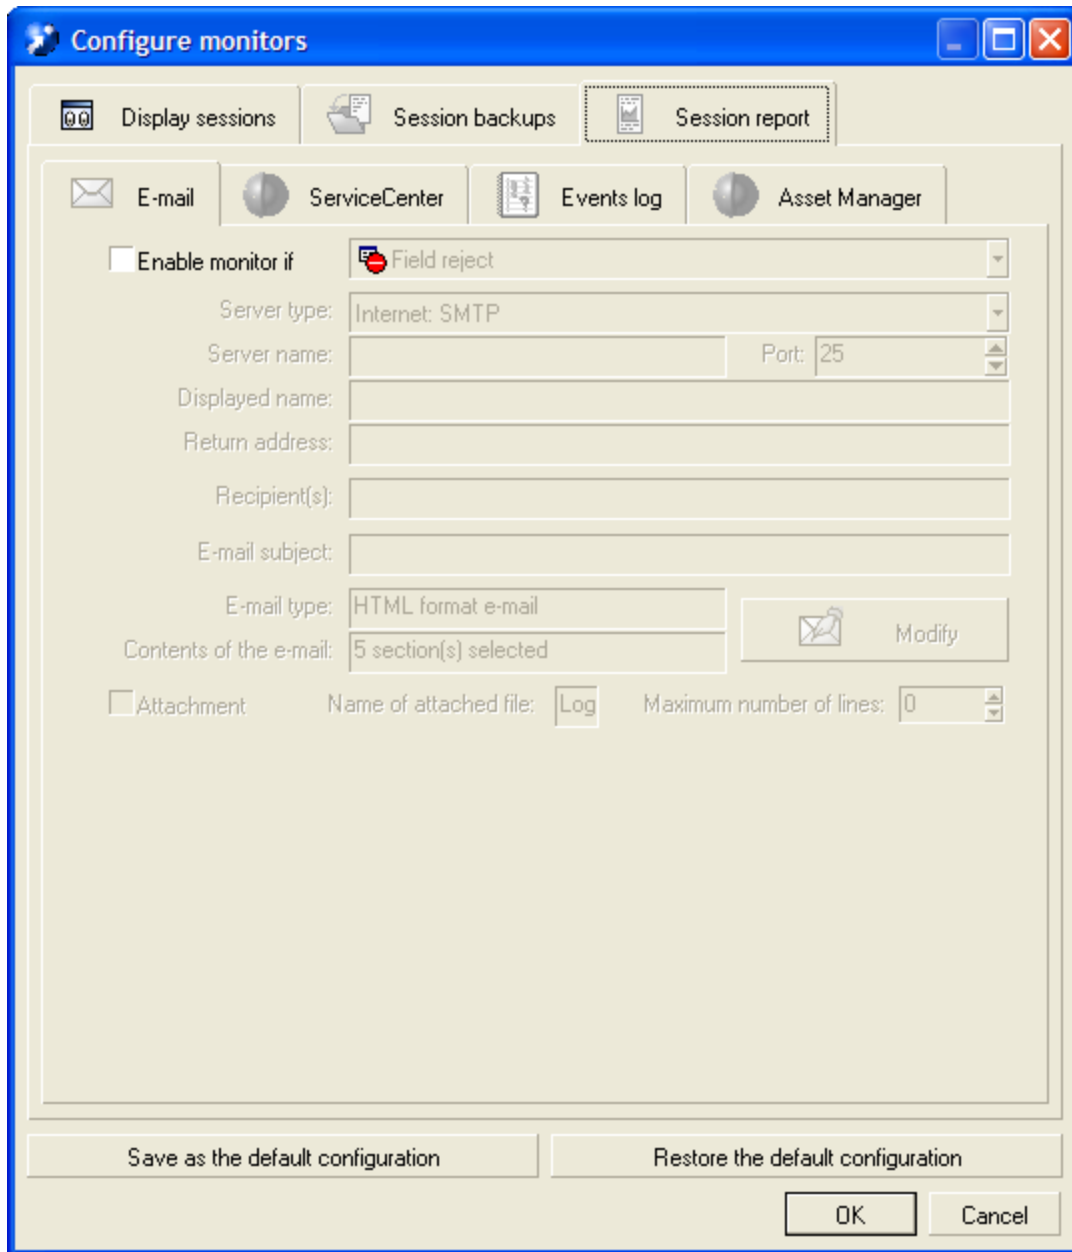 Configure monitors
Display sessions Session backups Session report
E-mail ServiceCenter Events log Asset Manager
Enable monitor if Field reject
Server type: Internet: SMTP
Server name: Port: 25
Displayed name:
Return address:
Recipient(s):
E-mail subject:
E-mail type: HTML format e-mail
Modify
Contents of the e-mail: 5 section(s) selected
Attachment Name of attached file: Log Maximum number of lines: 0
Save as the default configuration Restore the default configuration
OK Cancel